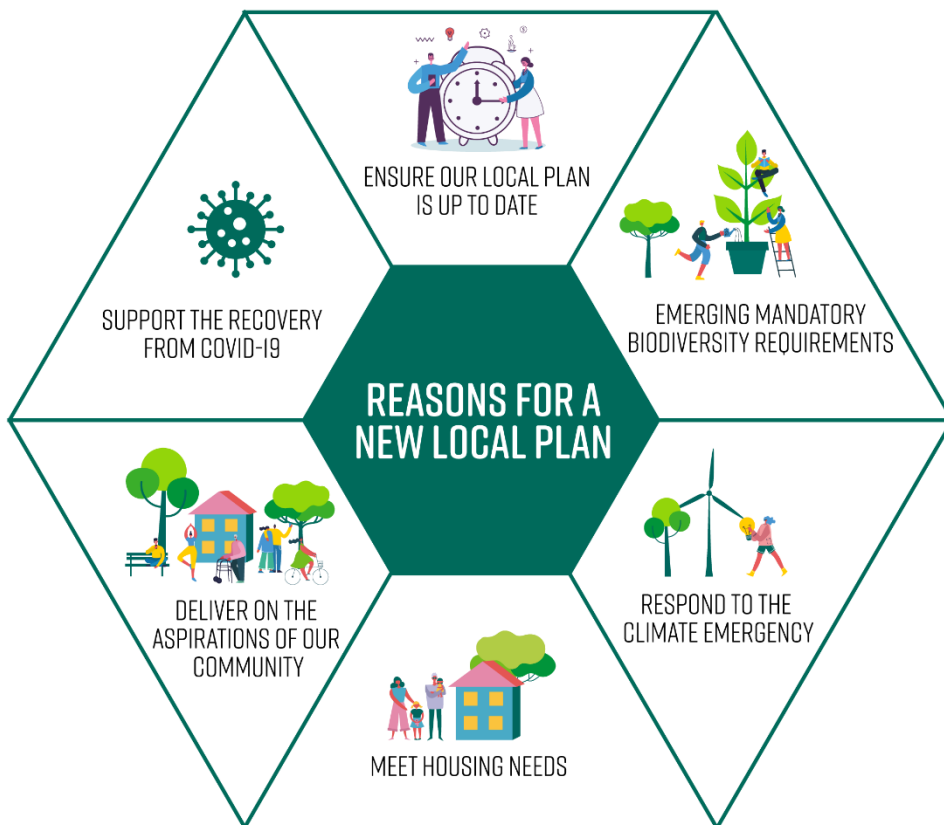 ENSURE OUR LOCAL PLAN
IS UP TO DATE
EMERGING MANDATORY
BIODIVERSITY REQUIREMENTS
RESPOND TO THE
CLIMATE EMERGENCY
MEET HOUSING NEEDS
DELIVER ON THE
ASPIRATIONS OF OUR
COMMUNITY
SUPPORT THE RECOVERY
FROM COVID-19
REASONS FOR A
NEW LOCAL PLAN